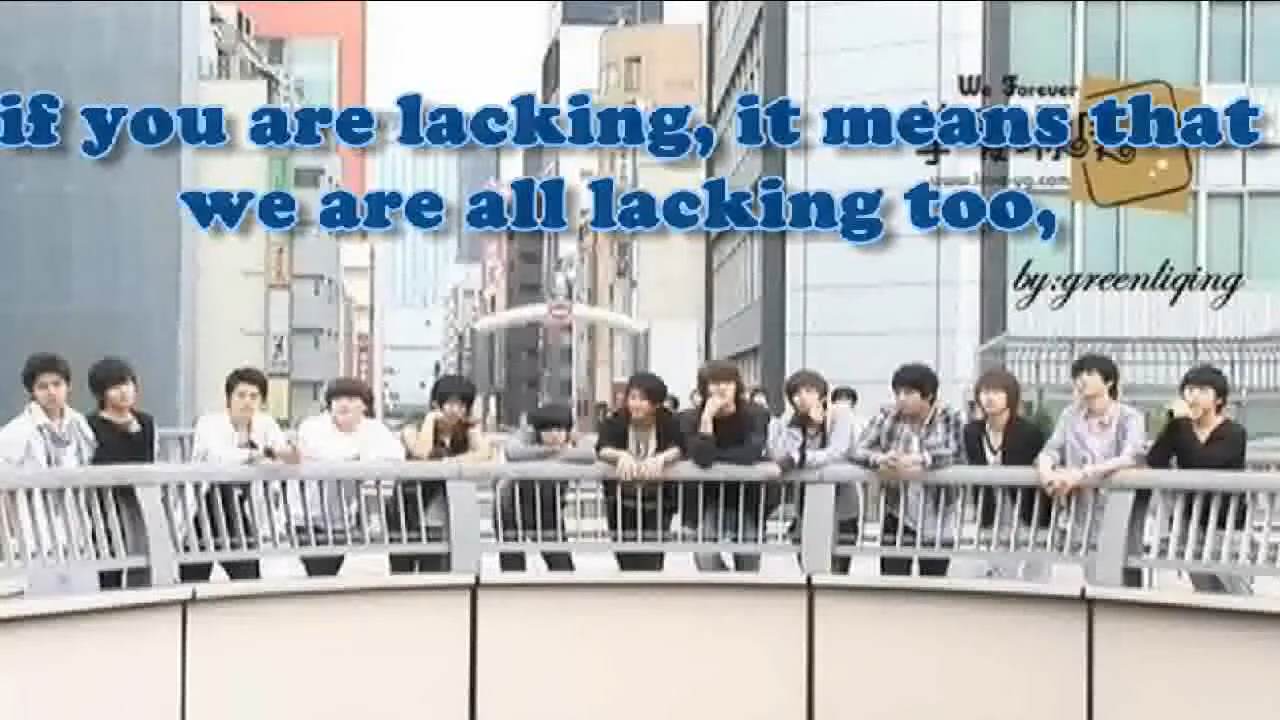 We Forever
if you are lacking, it means that
we are all lacking too,
by:greenliqing